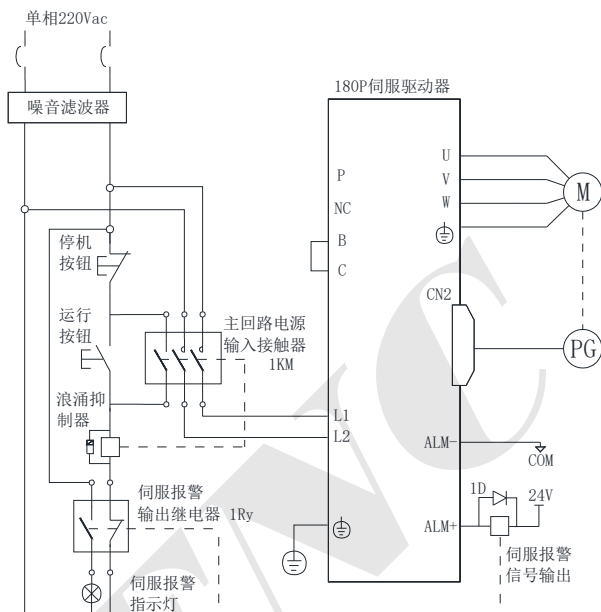 单相220Vac
噪音滤波器
180P伺服驱动器
U
V
W
P
NC
B
C
M
停机
按钮
CN2
运行
按钮
主回路电源
输入接触器
1KM
PG
浪涌抑
制器
L1
L2
ALM-
COM
伺服报警
输出继电器 1Ry
1D
24V
ALM+
伺服报警
信号输出
伺服报警
指示灯